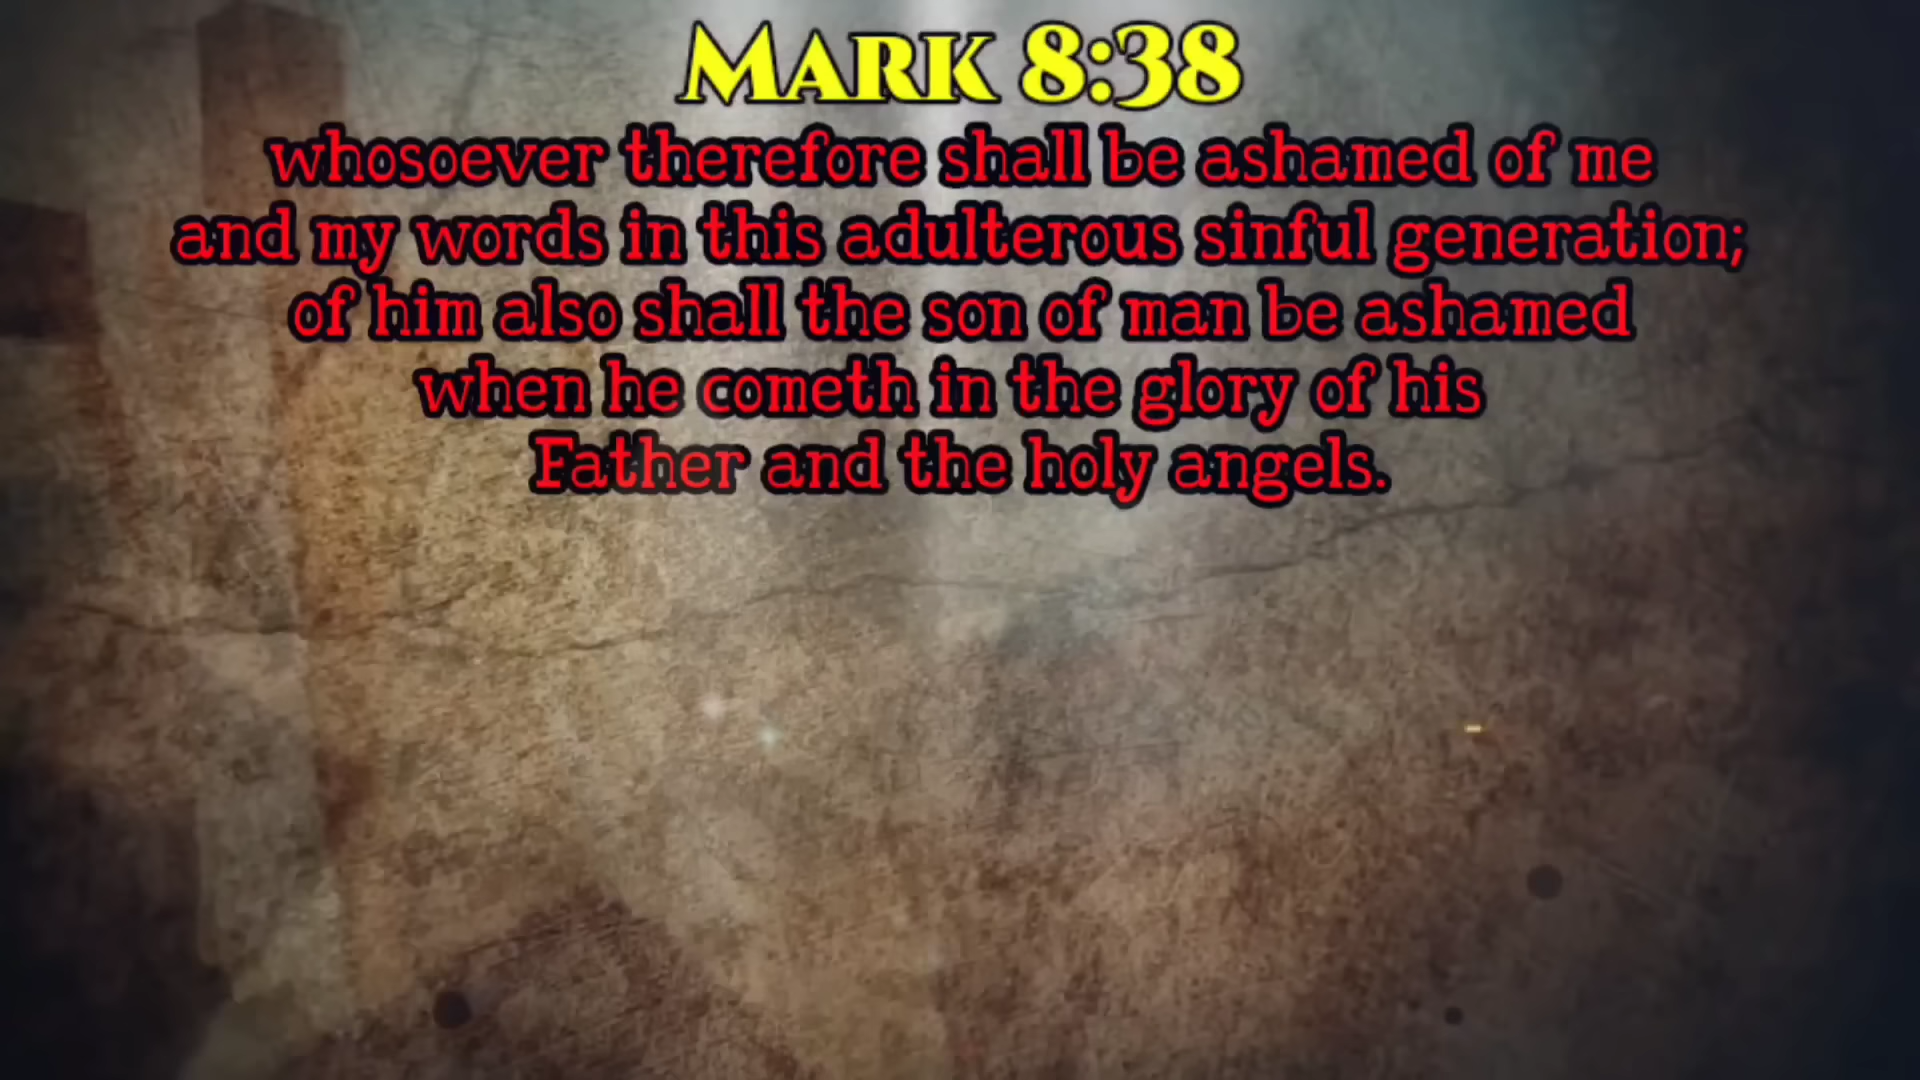 Mark 8:38
whosoever therefore shall be ashamed of me
and my words in this adulterous sinful generation;
of him also shall the son of man be ashamed
when he cometh in the glory of his
Father and the holy angels.